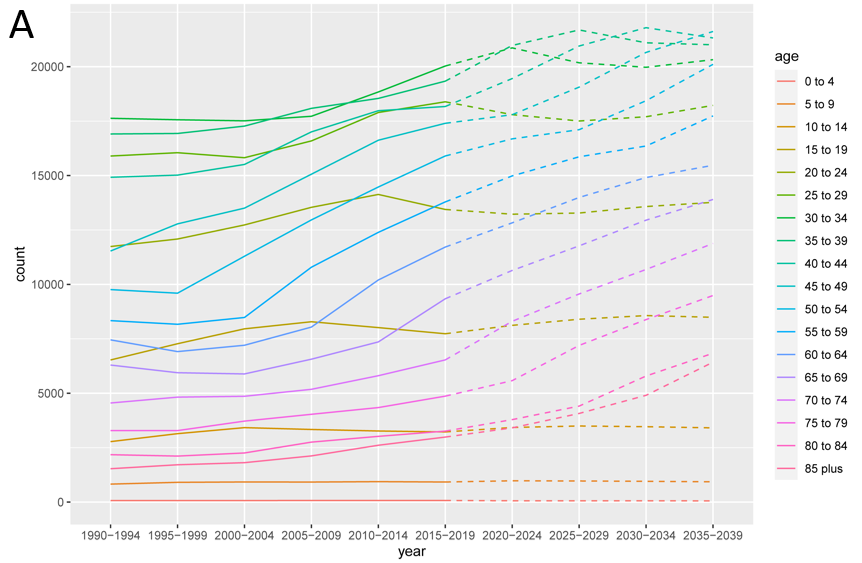 A
count
20000
15000
10000
5000
0
1990−1994 1995−1999 2000−2004 2005−2009 2010−2014 2015−2019 2020−2024 2025−2029 2030−2034 2035−2039
year
age
0 to 4
5 to 9
10 to 14
15 to 19
20 to 24
25 to 29
30 to 34
35 to 39
40 to 44
45 to 49
50 to 54
55 to 59
60 to 64
65 to 69
70 to 74
75 to 79
80 to 84
85 plus